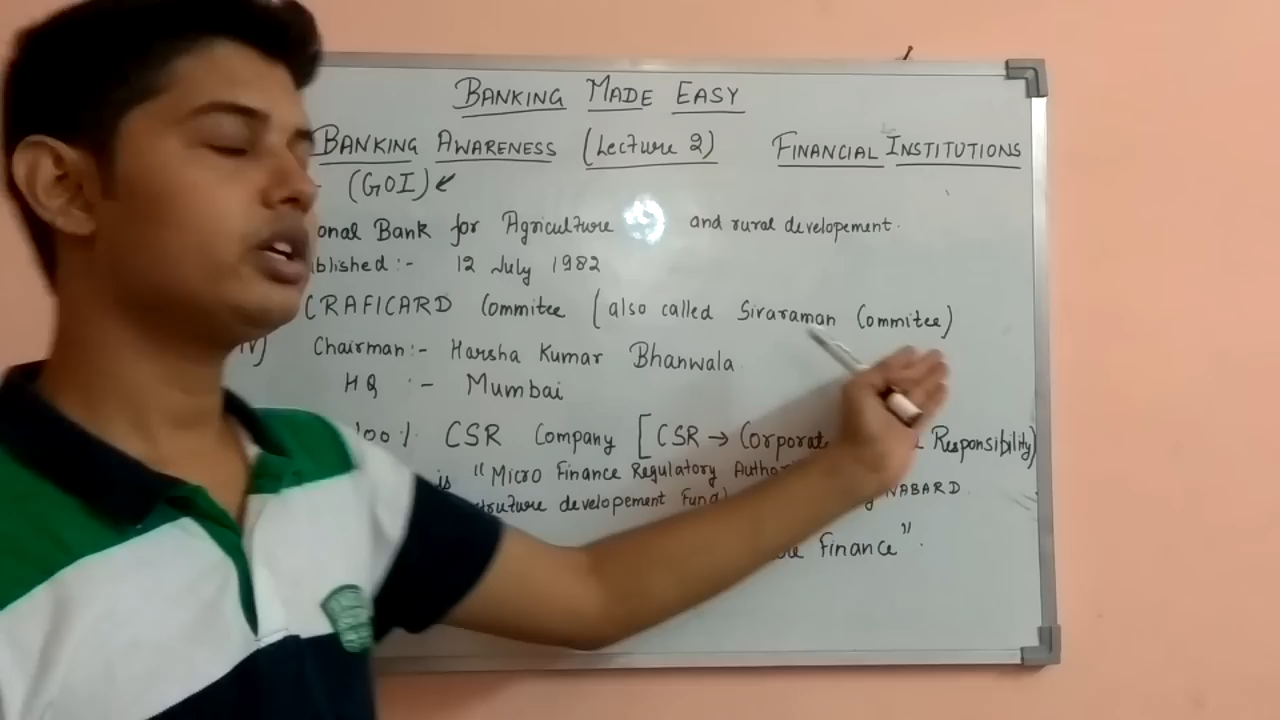 BANKING MADE EASY
BANKING AWARENESS (Lecture 2) FINANCIAL INSTITUTIONS
(GOI)
onal Bank for Agriculture and rural developement.
blished :- 12 July 1982
CRAFICARD Commitee (also called Sivaraman Commitee)
IV) Chairman :- Harsha Kumar Bhanwala
HQ :- Mumbai
100% CSR Company [CSR → Corporat Responsibility)
is "Micro Finance Regulatory Autho
developement Fund NABARD
Finance".